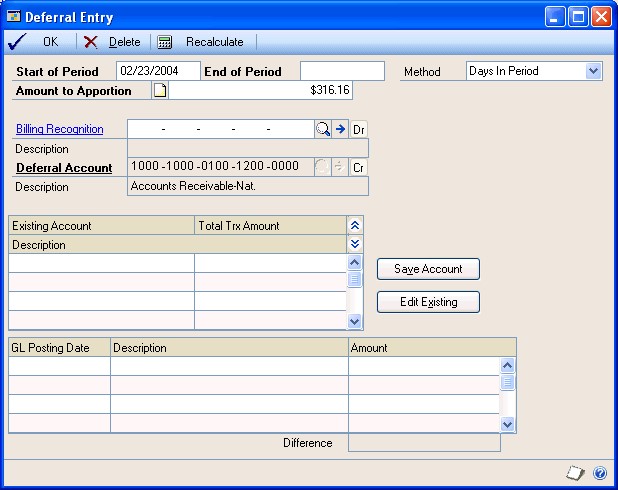 Deferral Entry
OK Delete Recalculate
Start of Period 02/23/2004 End of Period Method Days In Period
Amount to Apportion $316.16
Billing Recognition - - - - Dr
Description
Deferral Account 1000 -1000 -0100 -1200 -0000 Cr
Description Accounts Receivable-Nat.
Existing Account Total Trx Amount
Description
Save Account
Edit Existing
GL Posting Date Description Amount
Difference